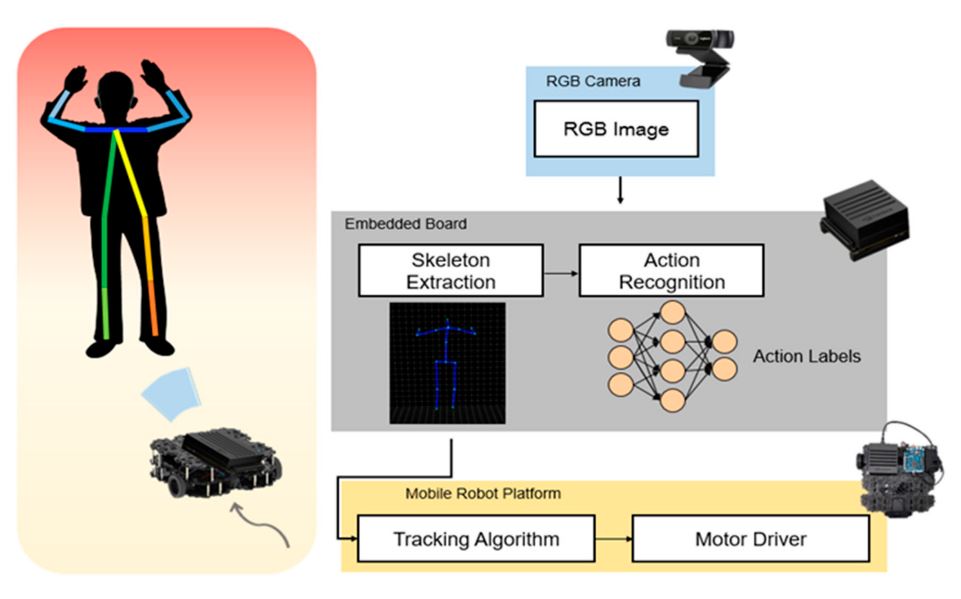 RGB Camera
RGB Image
Embedded Board
Skeleton
Extraction
Action
Recognition
Action Labels
Mobile Robot Platform
Tracking Algorithm
Motor Driver